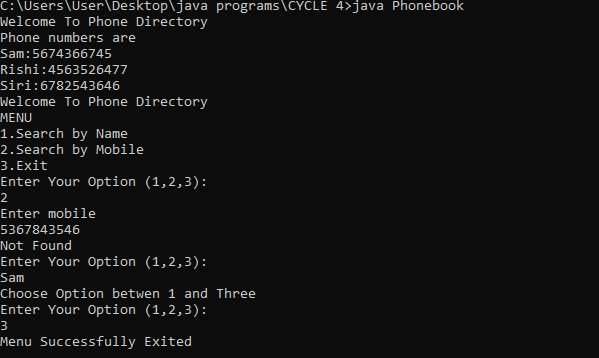 C:\Users\User\Desktop\java programs\CYCLE 4>java Phonebook
Welcome To Phone Directory
Phone numbers are
Sam:5674366745
Rishi:4563526477
Siri:6782543646
Welcome To Phone Directory
MENU
1.Search by Name
2.Search by Mobile
3.Exit
Enter Your Option (1,2,3):
2
Enter mobile
5367843546
Not Found
Enter Your Option (1,2,3):
Sam
Choose Option betwen 1 and Three
Enter Your Option (1,2,3):
3
Menu Successfully Exited